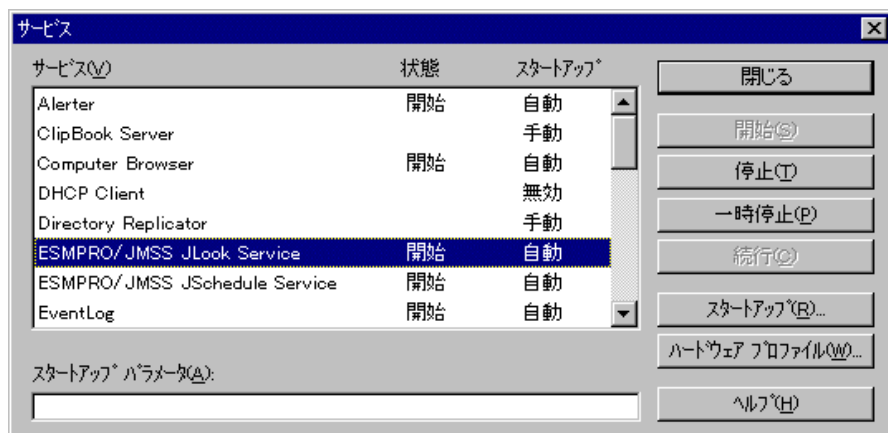 サービス
サービス(V) 状態 スタートアップ
Alerter 開始 自動
ClipBook Server 手動
Computer Browser 開始 自動
DHCP Client 無効
Directory Replicator 手動
ESMPRO/JMSS JLook Service 開始 自動
ESMPRO/JMSS JSchedule Service 開始 自動
EventLog 開始 自動
スタートアップ パラメータ(A):
閉じる
開始(S)
停止(T)
一時停止(P)
続行(C)
スタートアップ(R)...
ハードウェア プロファイル(W)...
ヘルプ(H)